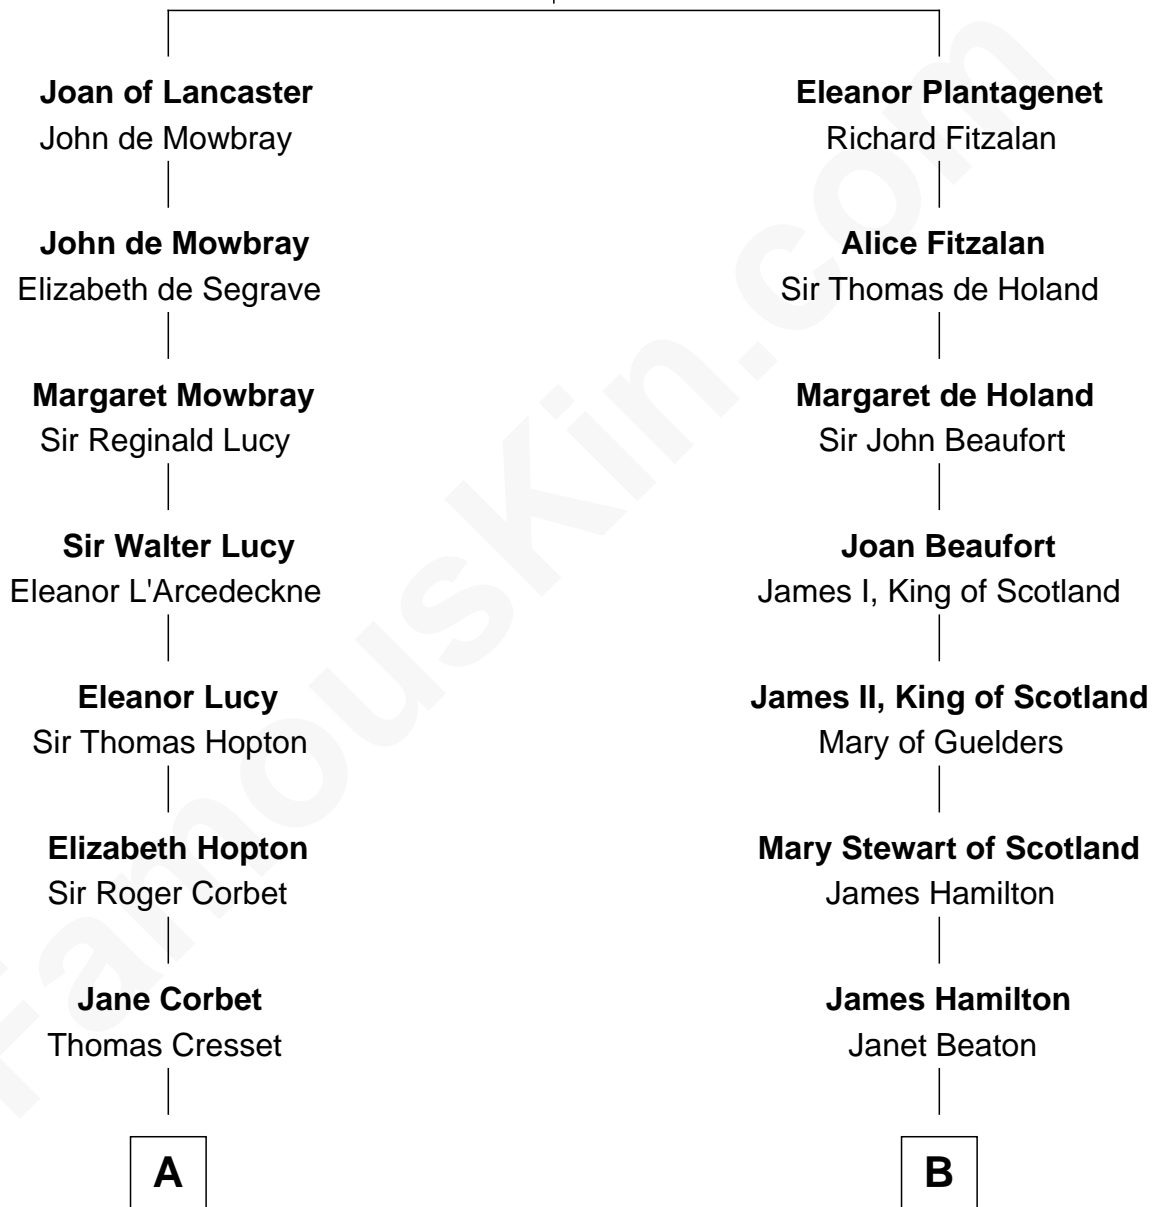 Joan of Lancaster
John de Mowbray
Eleanor Plantagenet
Richard Fitzalan
John de Mowbray
Elizabeth de Segrave
Alice Fitzalan
Sir Thomas de Holand
Margaret Mowbray
Sir Reginald Lucy
Margaret de Holand
Sir John Beaufort
Sir Walter Lucy
Eleanor L'Arcedeckne
Joan Beaufort
James I, King of Scotland
Eleanor Lucy
Sir Thomas Hopton
James II, King of Scotland
Mary of Guelders
Elizabeth Hopton
Sir Roger Corbet
Mary Stewart of Scotland
James Hamilton
Jane Corbet
Thomas Cresset
James Hamilton
Janet Beaton
A
B
FamousKin.com